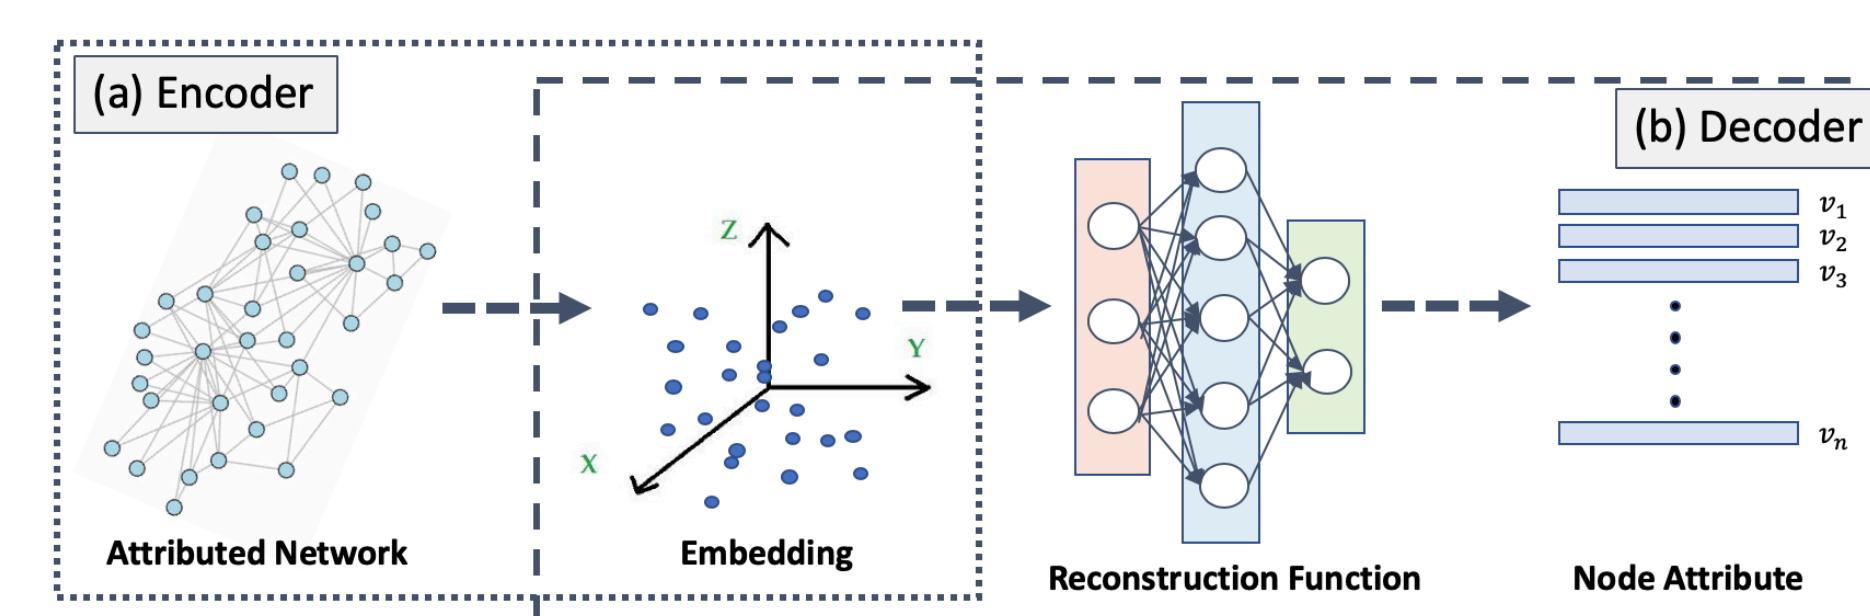 (a) Encoder
(b) Decoder
Z
Y
X
v1
v2
v3
vn
Attributed Network
Embedding
Reconstruction Function
Node Attribute